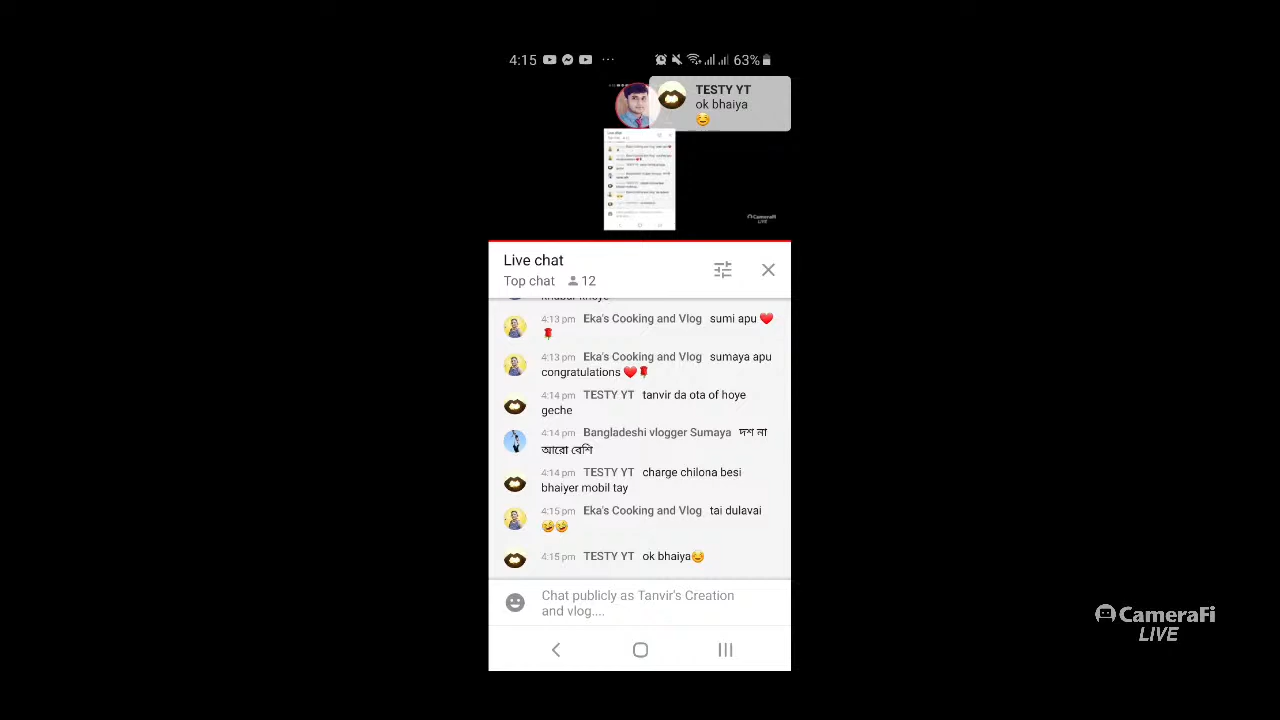 4:15 63%
TESTY YT
ok bhaiya
CameraFi
LIVE
Live chat
Top chat 12
khabar khoye
4:13 pm Eka's Cooking and Vlog sumi apu
4:13 pm Eka's Cooking and Vlog sumaya apu
congratulations
4:14 pm TESTY YT tanvir da ota of hoye
geche
4:14 pm Bangladeshi vlogger Sumaya দশ না
আরো বেশি
4:14 pm TESTY YT charge chilona besi
bhaiyer mobil tay
4:15 pm Eka's Cooking and Vlog tai dulavai
4:15 pm TESTY YT ok bhaiya
Chat publicly as Tanvir's Creation
and vlog....
CameraFi
LIVE